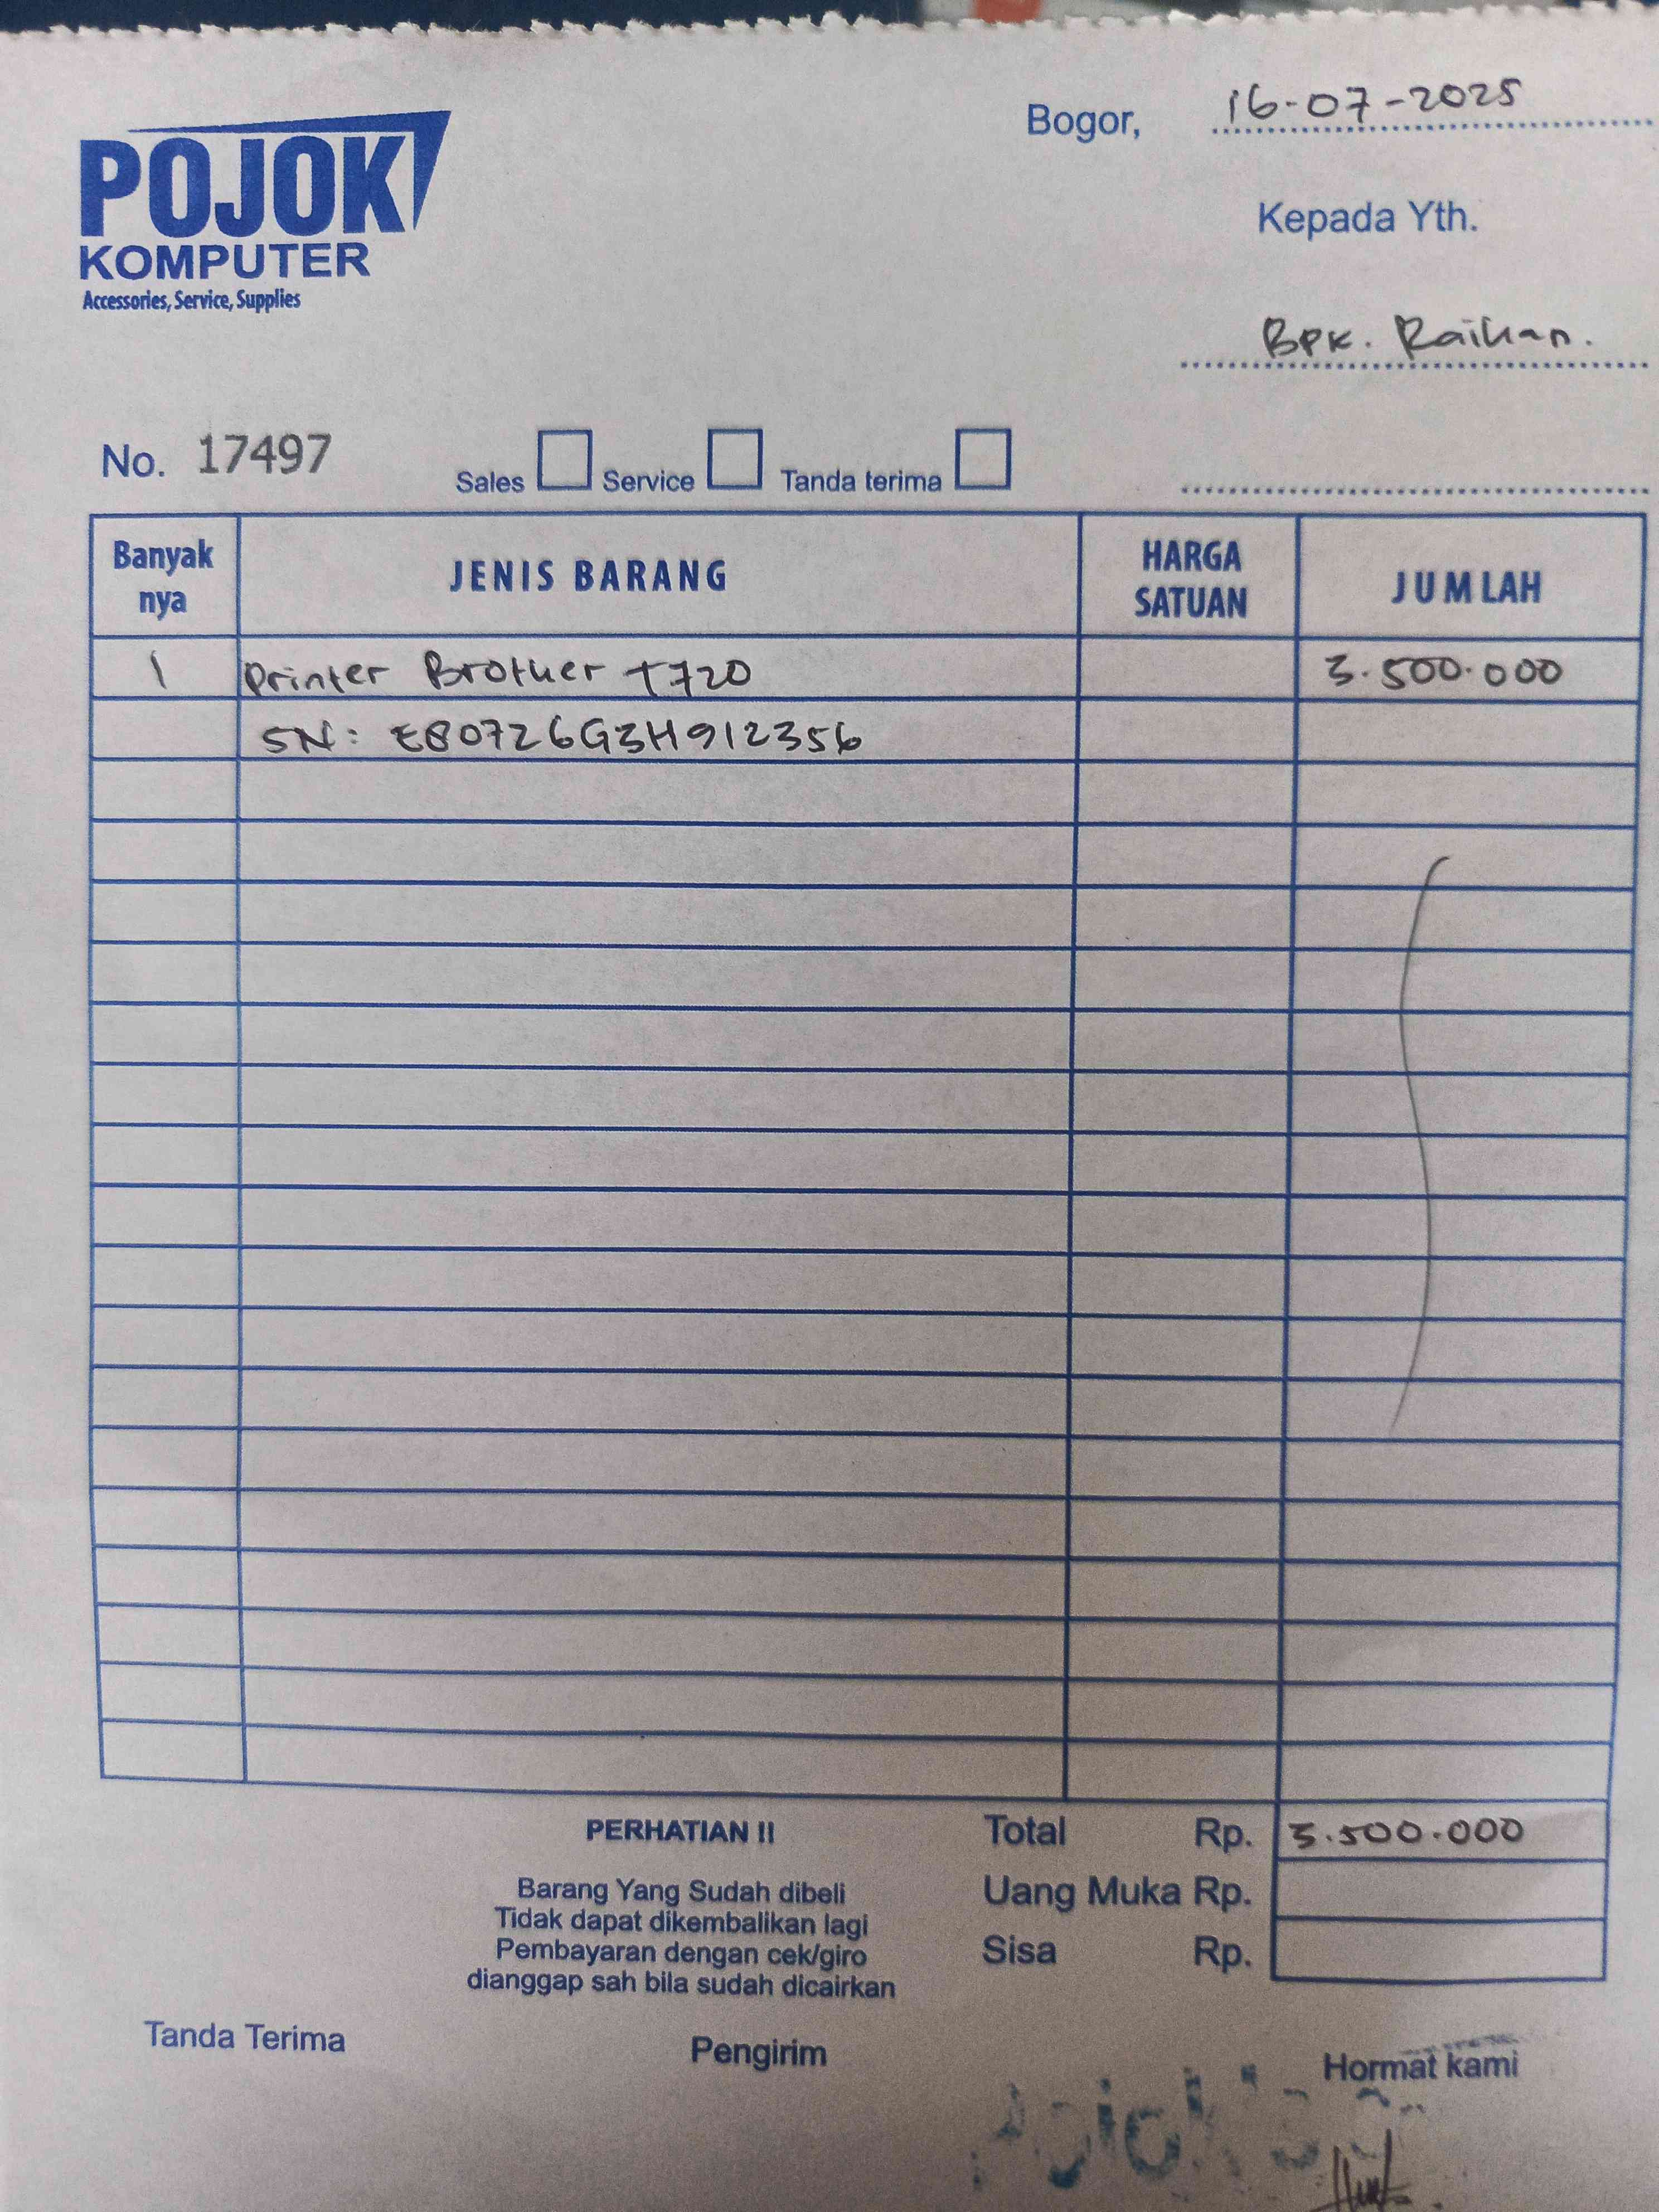 Bogor, 16-07-2025
POJOK
KOMPUTER
Accessories, Service, Supplies
Kepada Yth.
Bpk. Raihan.
No. 17497
Sales Service Tanda terima
Banyak nya JENIS BARANG HARGA SATUAN JUMLAH
1 Printer Brother T720 3.500.000
SN: E80726G3H912356
PERHATIAN !! Total Rp. 3.500.000
Barang Yang Sudah dibeli Uang Muka Rp.
Tidak dapat dikembalikan lagi
Pembayaran dengan cek/giro Sisa Rp.
dianggap sah bila sudah dicairkan
Tanda Terima Pengirim Hormat kami